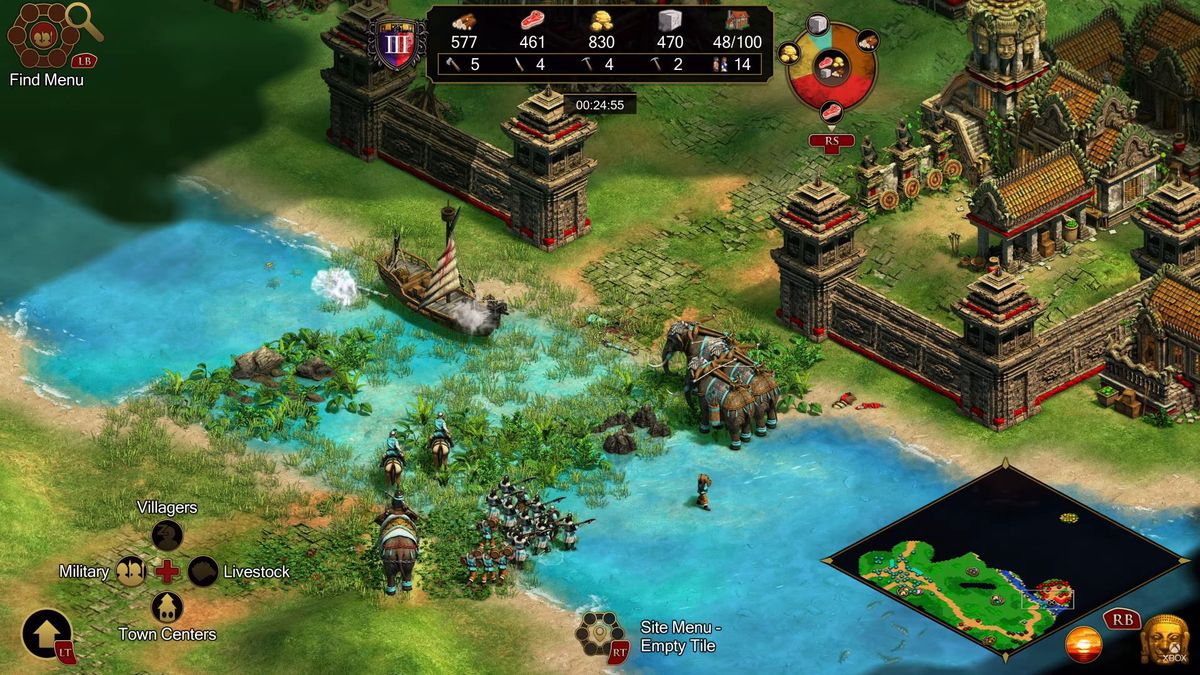 LB
Find Menu
III
577 461 830 470 48/100
5 4 4 2 14
00:24:55
RS
Villagers
Military
Livestock
Town Centers
LT
Site Menu -
Empty Tile
RT
RB
XBOX